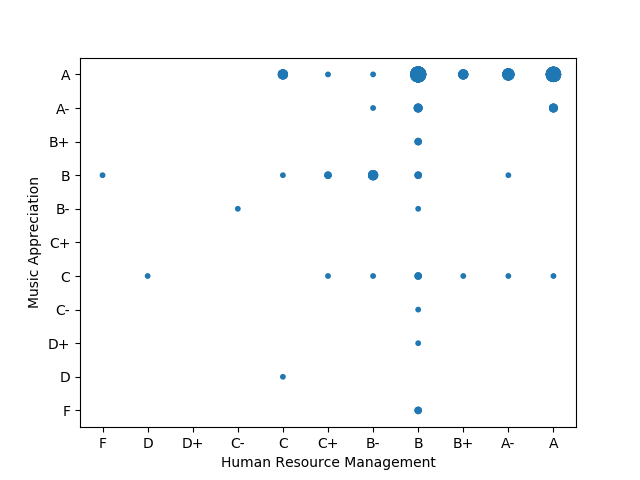 A
A-
B+
B
B-
C+
C
C-
D+
D
F
Music Appreciation
F D D+ C- C C+ B- B B+ A- A
Human Resource Management